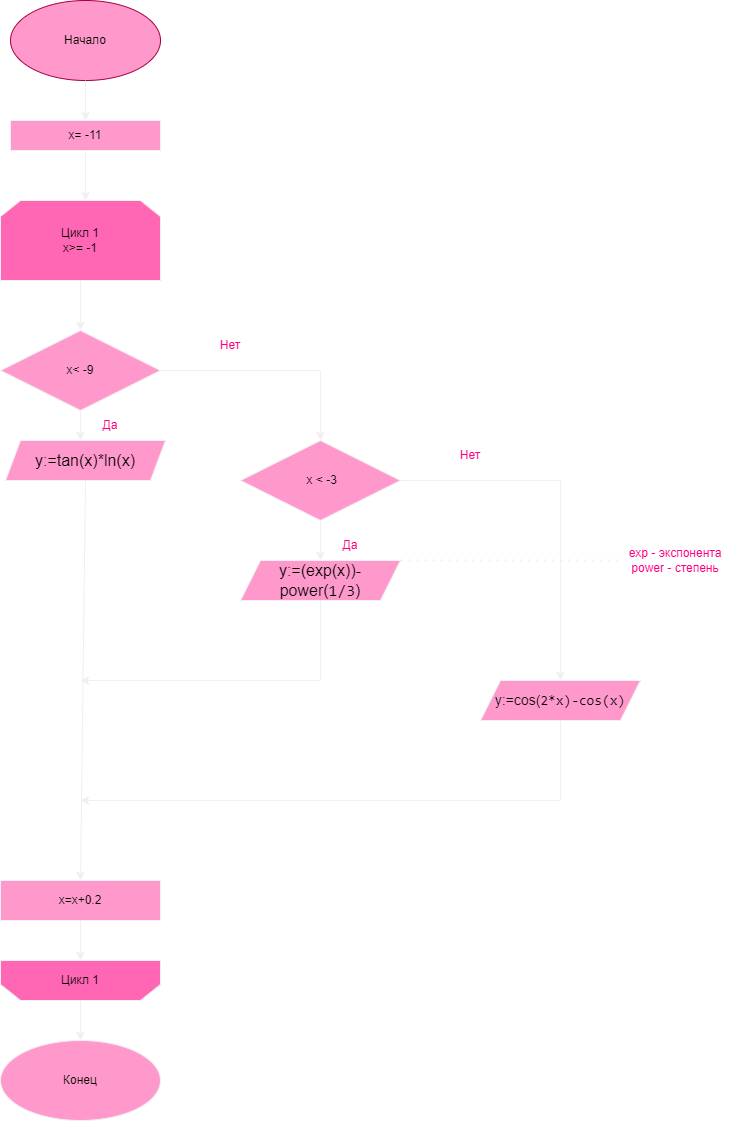 Начало
x= -11
Цикл 1
x>= -1
Нет
x< -9
Да
y:=tan(x)*ln(x)
Нет
x < -3
Да
y:=(exp(x))-
power(1/3)
exp - экспонента
power - степень
y:=cos(2*x)-cos(x)
x=x+0.2
Цикл 1
Конец